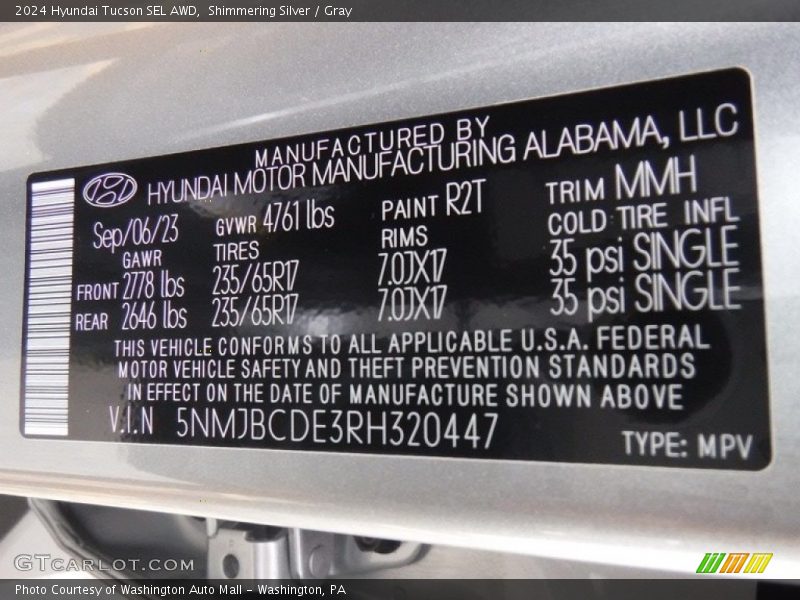 2024 Hyundai Tucson SEL AWD,  Shimmering Silver / Gray
MANUFACTURED BY
HYUNDAI MOTOR MANUFACTURING ALABAMA, LLC
Sep/06/23 GVWR 4761 lbs PAINT R2T TRIM MMH
GAWR TIRES RIMS COLD TIRE INFL
FRONT 2778 lbs 235/65R17 7.0JX17 35 psi SINGLE
REAR 2646 lbs 235/65R17 7.0JX17 35 psi SINGLE
THIS VEHICLE CONFORMS TO ALL APPLICABLE U.S.A. FEDERAL
MOTOR VEHICLE SAFETY AND THEFT PREVENTION STANDARDS
IN EFFECT ON THE DATE OF MANUFACTURE SHOWN ABOVE
V.I.N 5NMJBCDE3RH320447
TYPE: MPV
GTCARLOT.COM
Photo Courtesy of Washington Auto Mall - Washington, PA